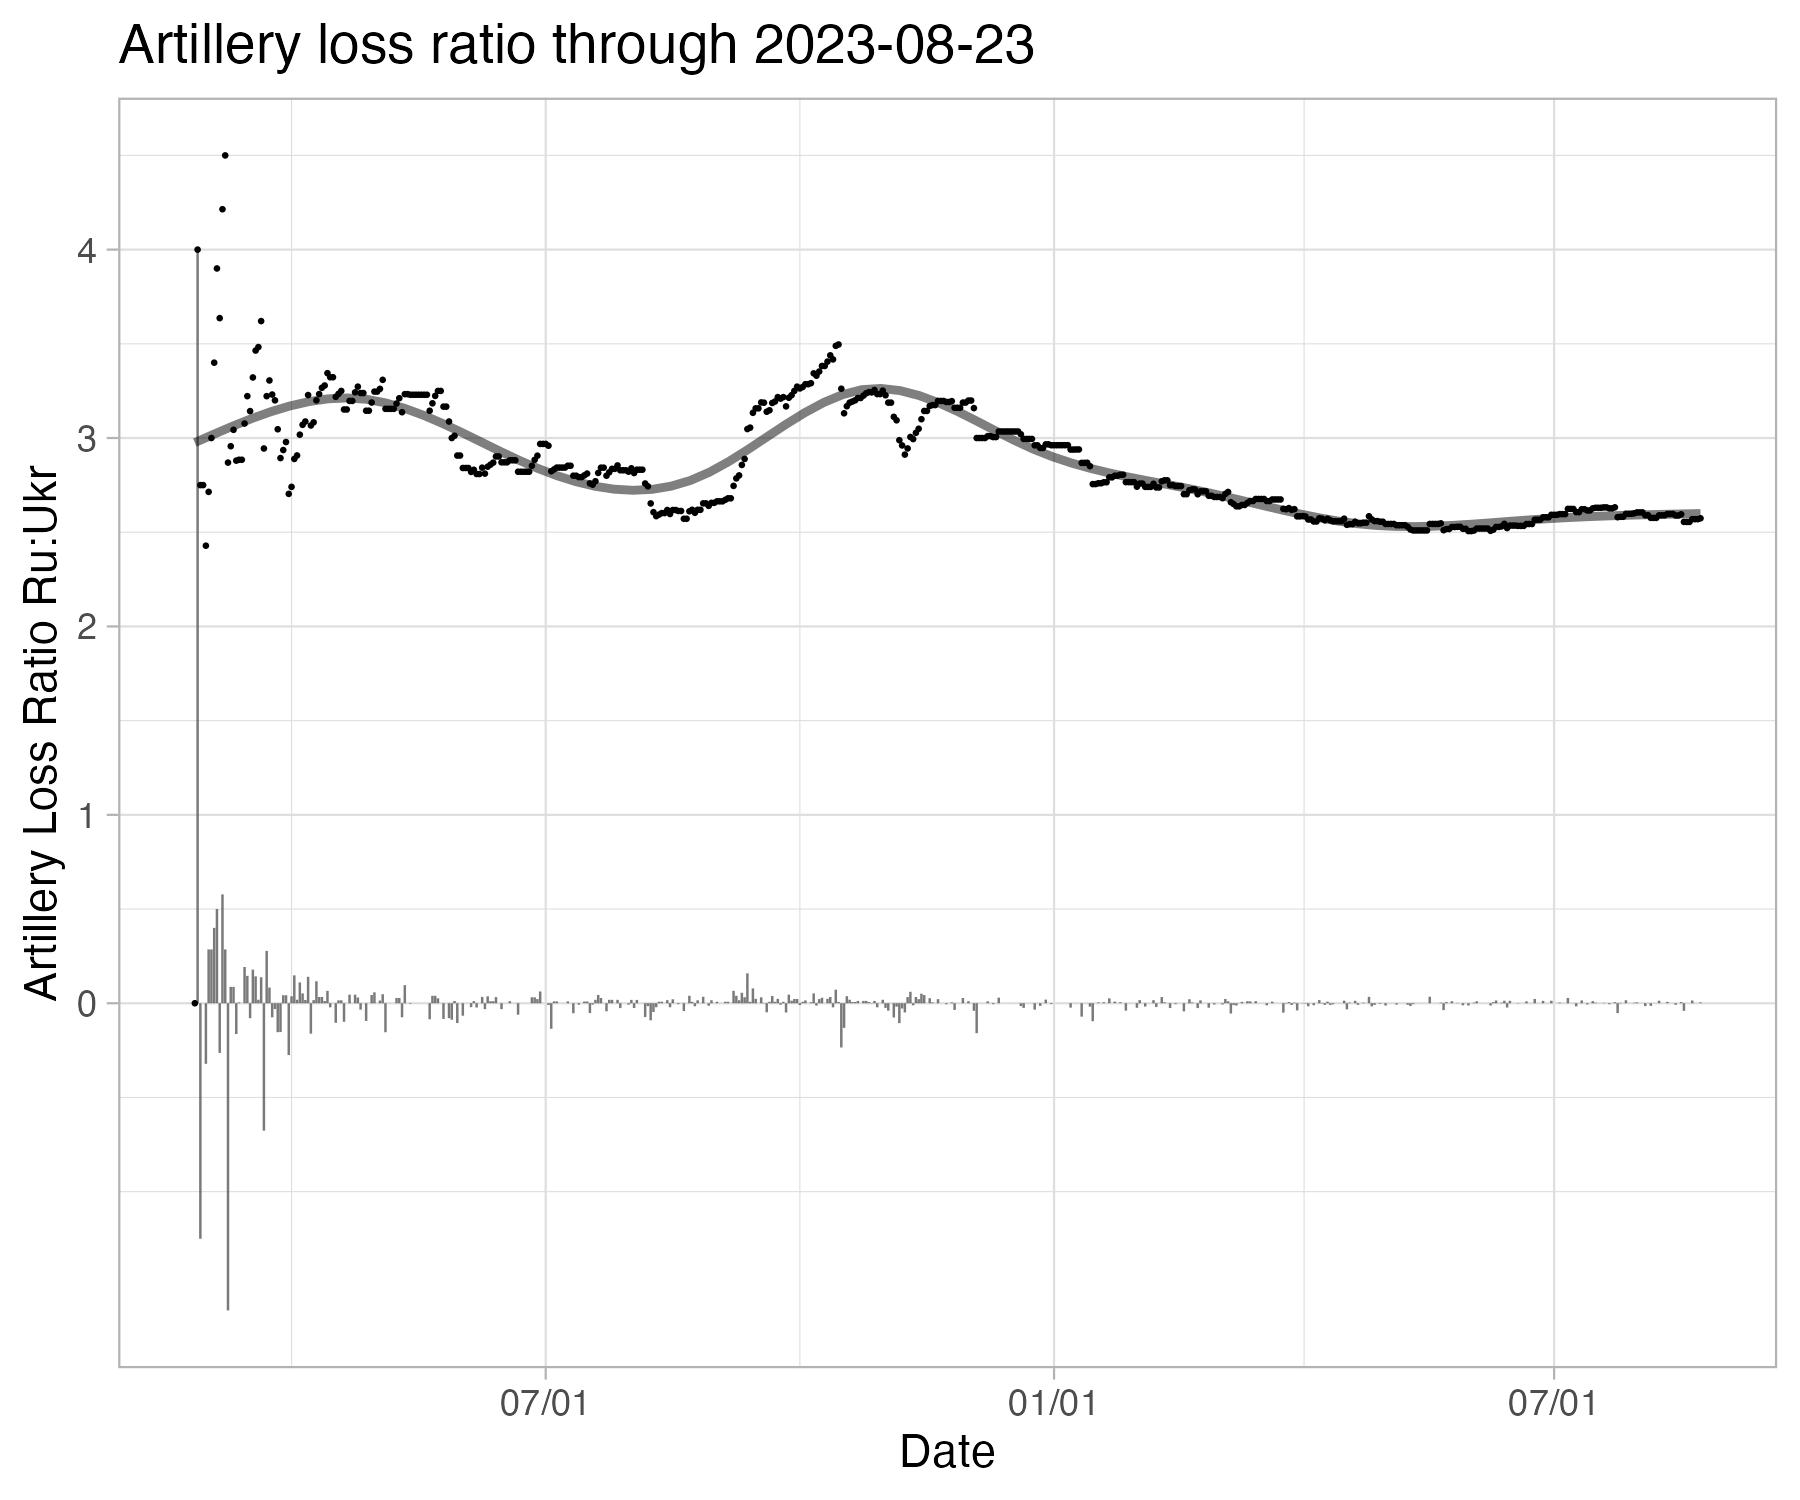 Artillery loss ratio through 2023-08-23
Artillery Loss Ratio Ru:Ukr
4
3
2
1
0
07/01
01/01
07/01
Date